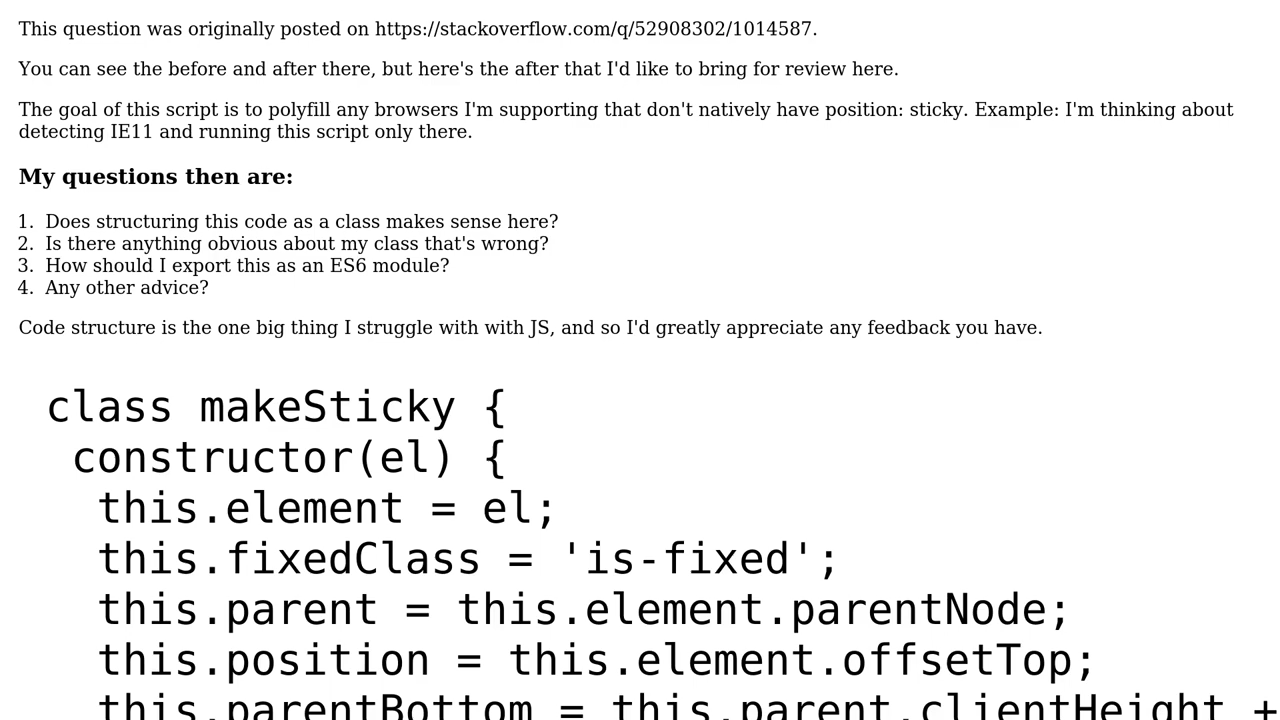 This question was originally posted on https://stackoverflow.com/q/52908302/1014587.
You can see the before and after there, but here's the after that I'd like to bring for review here.
The goal of this script is to polyfill any browsers I'm supporting that don't natively have position: sticky. Example: I'm thinking about
detecting IE11 and running this script only there.
My questions then are:
1. Does structuring this code as a class makes sense here?
2. Is there anything obvious about my class that's wrong?
3. How should I export this as an ES6 module?
4. Any other advice?
Code structure is the one big thing I struggle with with JS, and so I'd greatly appreciate any feedback you have.
class makeSticky {
constructor(el) {
this.element = el;
this.fixedClass = 'is-fixed';
this.parent = this.element.parentNode;
this.position = this.element.offsetTop;
this.parentBottom = this.parent.clientHeight +